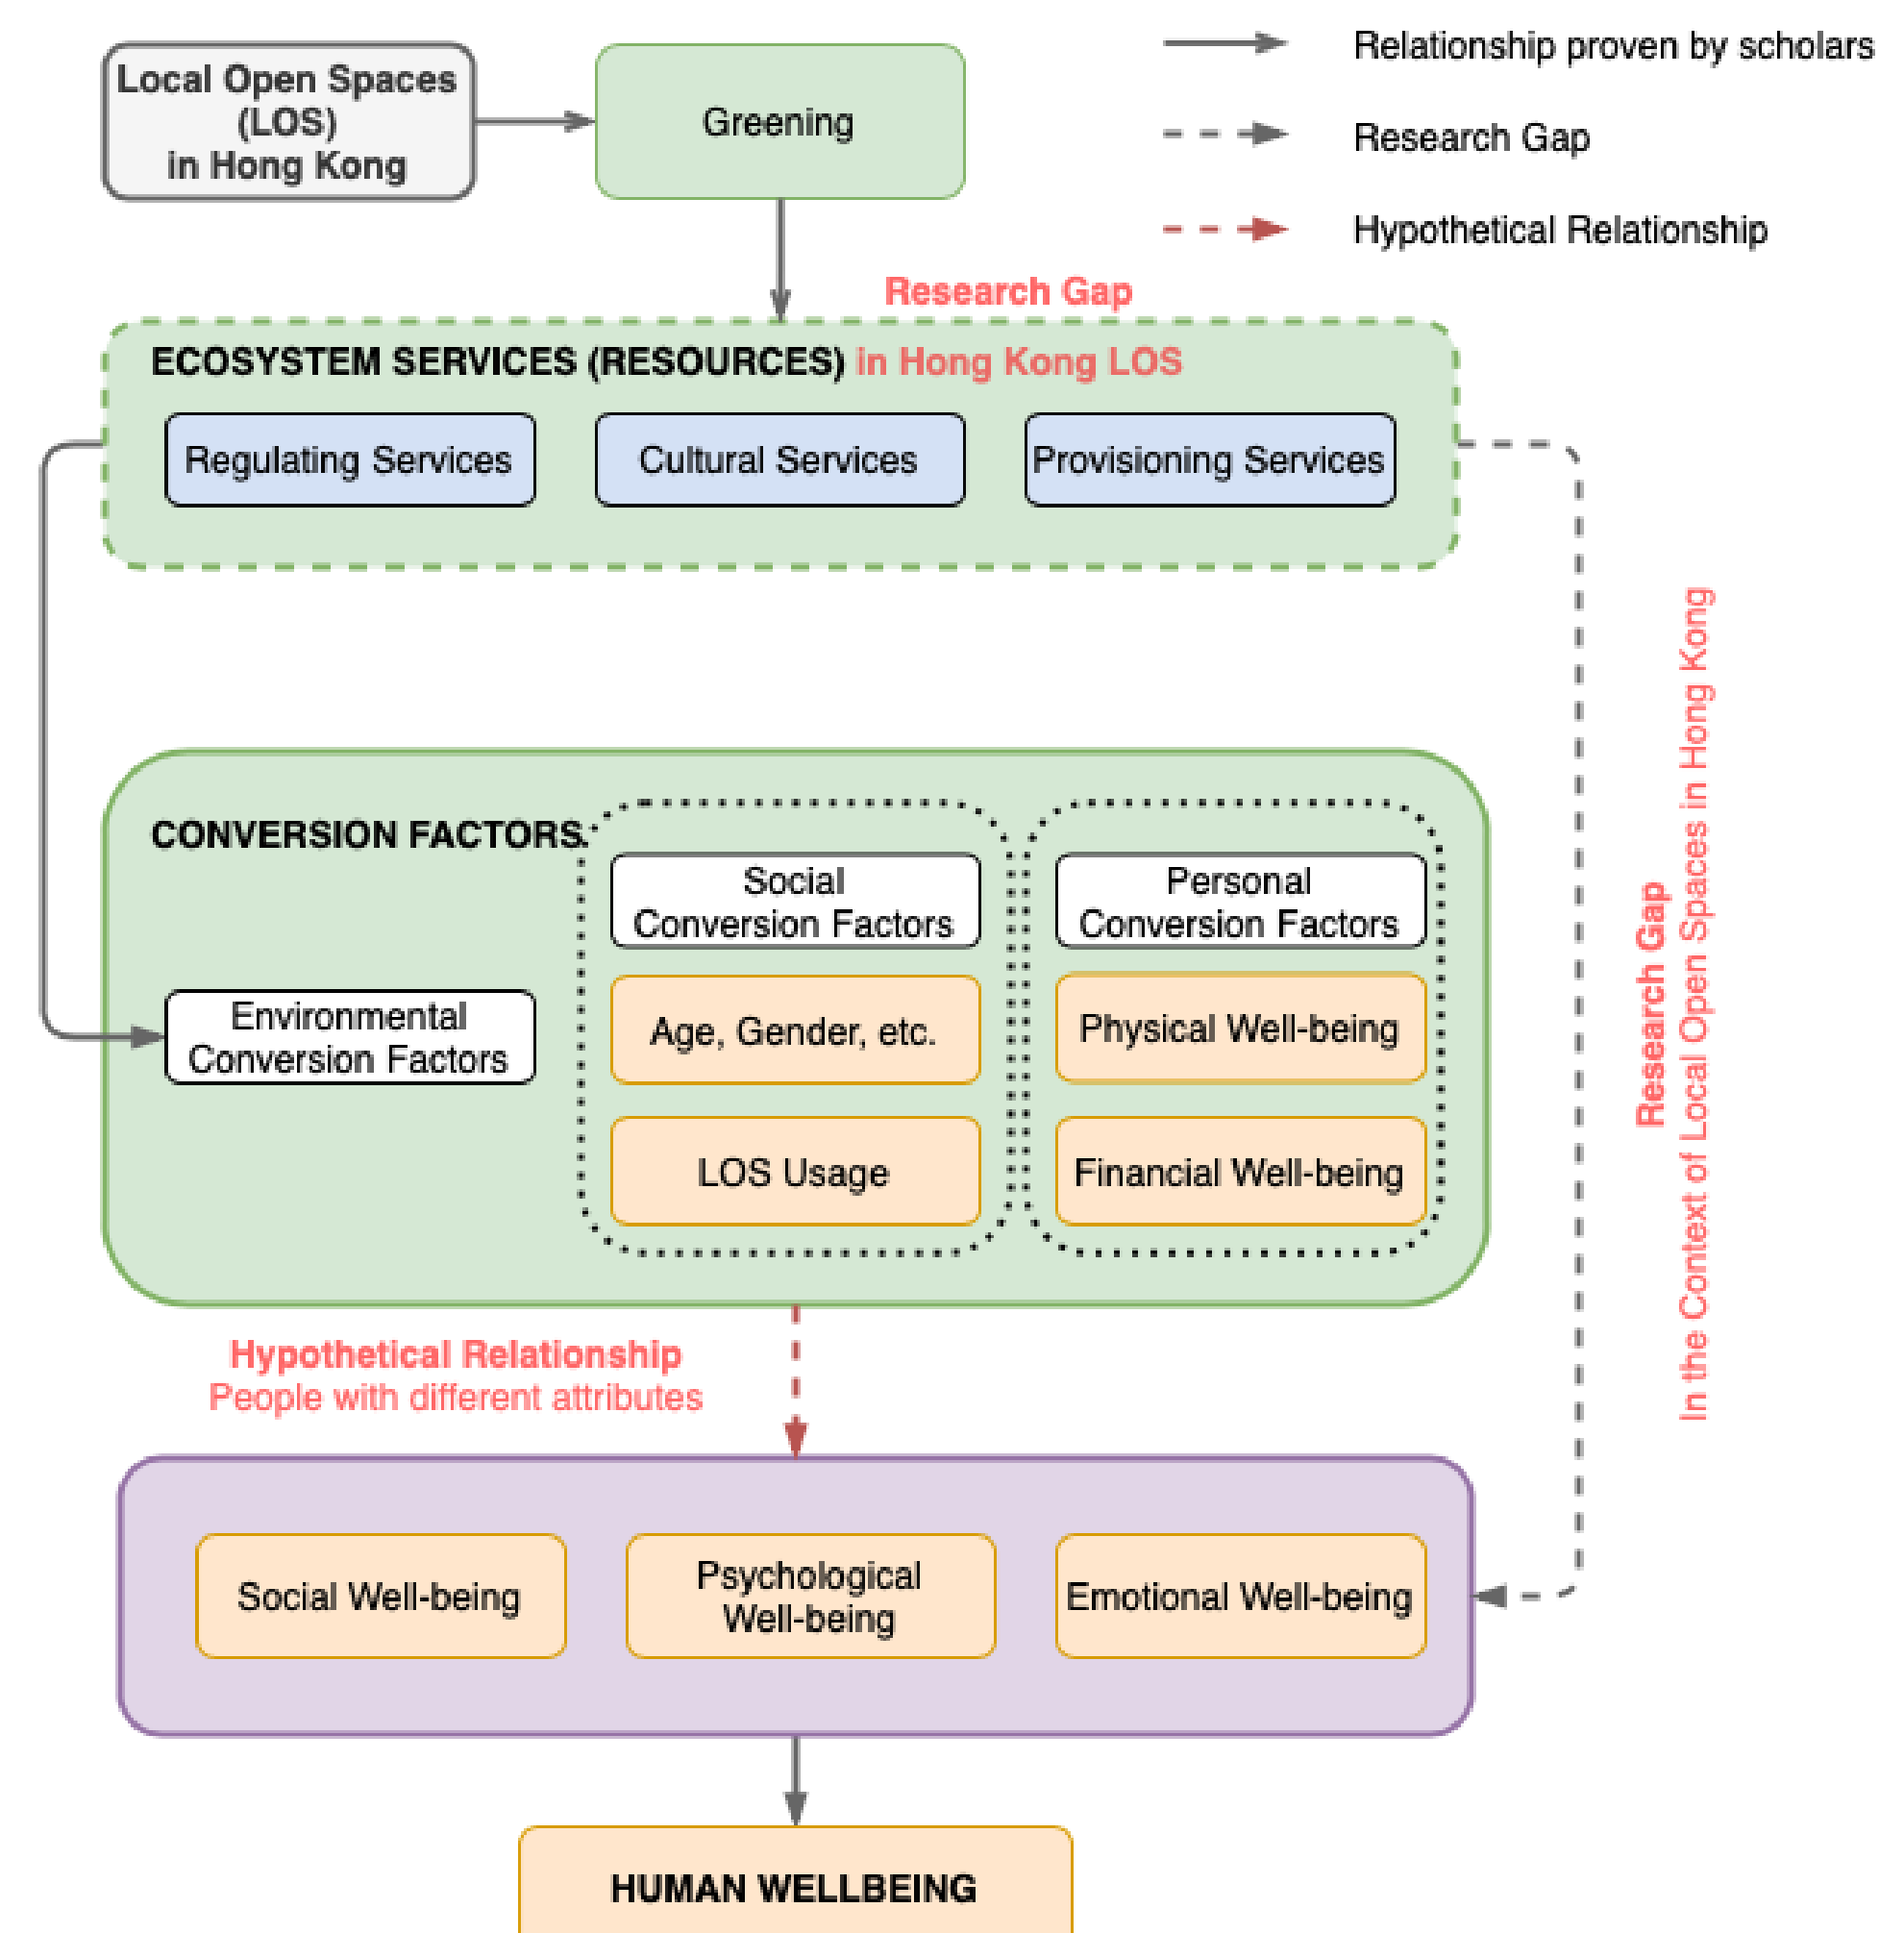 Local Open Spaces
(LOS)
in Hong Kong
Greening
Relationship proven by scholars
Research Gap
Hypothetical Relationship
Research Gap
ECOSYSTEM SERVICES (RESOURCES) in Hong Kong LOS
Regulating Services
Cultural Services
Provisioning Services
CONVERSION FACTORS
Environmental
Conversion Factors
Social
Conversion Factors
Age, Gender, etc.
LOS Usage
Personal
Conversion Factors
Physical Well-being
Financial Well-being
Research Gap
In the Context of Local Open Spaces in Hong Kong
Hypothetical Relationship
People with different attributes
Social Well-being
Psychological
Well-being
Emotional Well-being
HUMAN WELLBEING